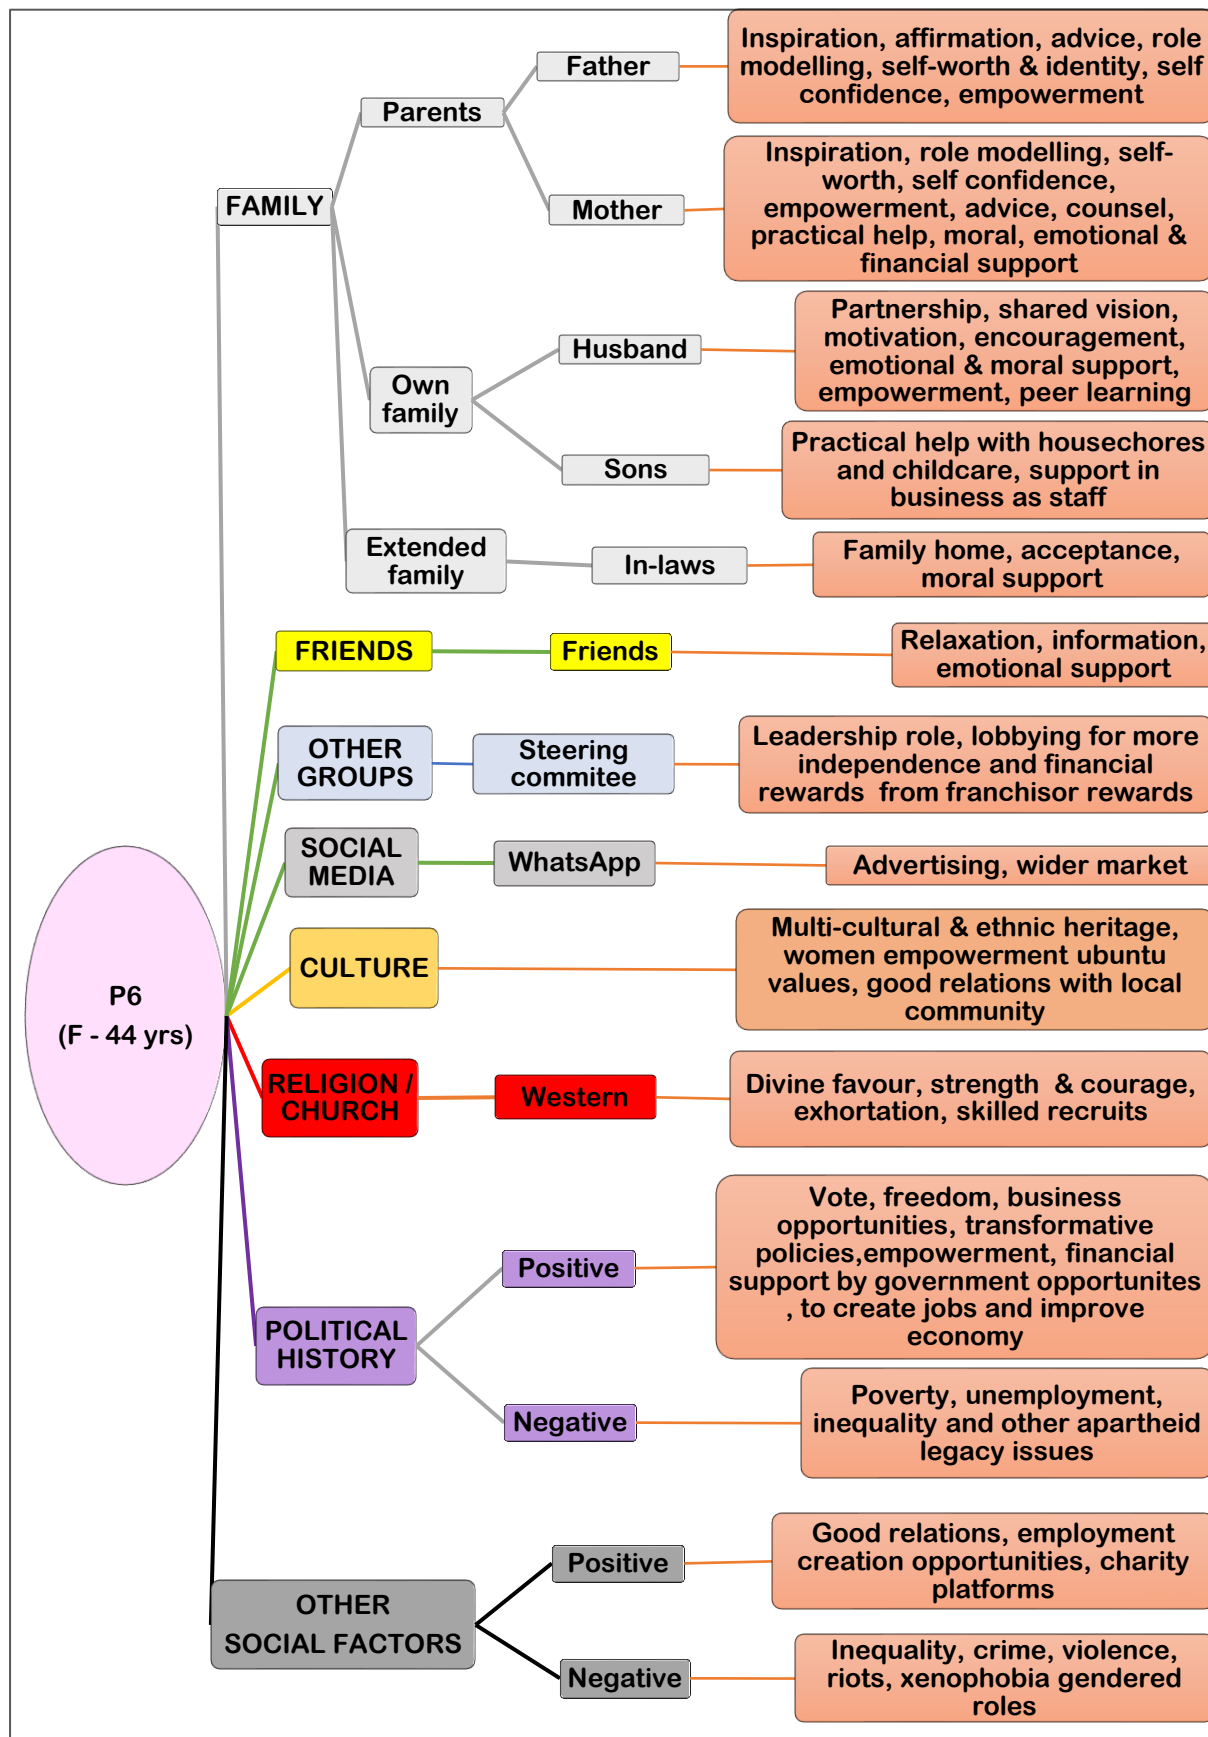 P6
(F - 44 yrs)
FAMILY
Parents
Father
Inspiration, affirmation, advice, role
modelling, self-worth & identity, self
confidence, empowerment
Mother
Inspiration, role modelling, self-
worth, self confidence,
empowerment, advice, counsel,
practical help, moral, emotional &
financial support
Own
family
Husband
Partnership, shared vision,
motivation, encouragement,
emotional & moral support,
empowerment, peer learning
Sons
Practical help with housechores
and childcare, support in
business as staff
Extended
family
In-laws
Family home, acceptance,
moral support
FRIENDS
Friends
Relaxation, information,
emotional support
OTHER
GROUPS
Steering
commitee
Leadership role, lobbying for more
independence and financial
rewards  from franchisor rewards
SOCIAL
MEDIA
WhatsApp
Advertising, wider market
CULTURE
Multi-cultural & ethnic heritage,
women empowerment ubuntu
values, good relations with local
community
RELIGION /
CHURCH
Western
Divine favour, strength  & courage,
exhortation, skilled recruits
POLITICAL
HISTORY
Positive
Vote, freedom, business
opportunities, transformative
policies,empowerment, financial
support by government opportunites
, to create jobs and improve
economy
Negative
Poverty, unemployment,
inequality and other apartheid
legacy issues
OTHER
SOCIAL FACTORS
Positive
Good relations, employment
creation opportunities, charity
platforms
Negative
Inequality, crime, violence,
riots, xenophobia gendered
roles